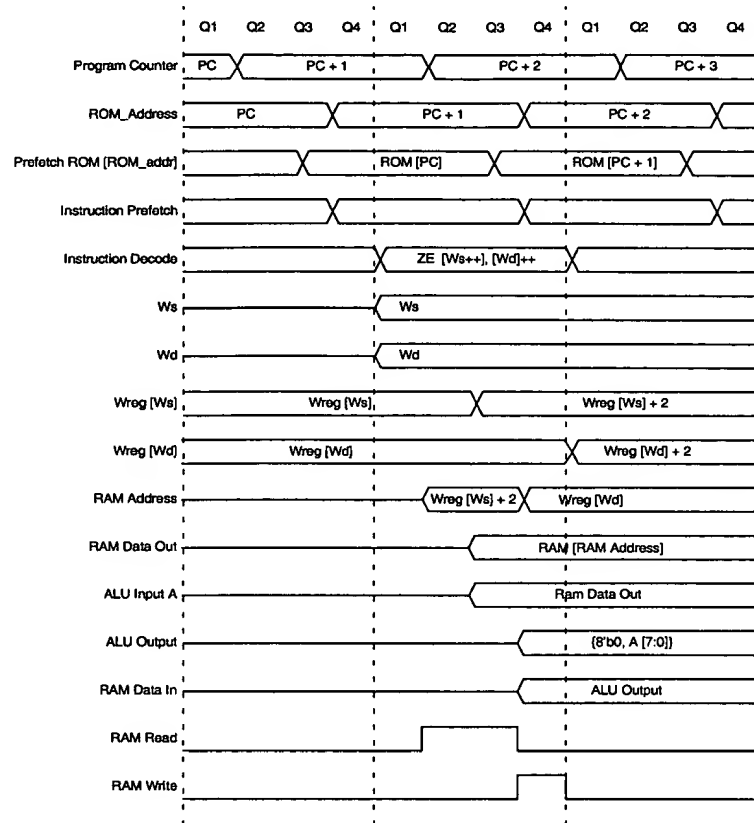 Q1 Q2 Q3 Q4 Q1 Q2 Q3 Q4 Q1 Q2 Q3 Q4
Program Counter PC PC + 1 PC + 2 PC + 3
ROM_Address PC PC + 1 PC + 2
Prefetch ROM [ROM_addr] ROM [PC] ROM [PC + 1]
Instruction Prefetch
Instruction Decode ZE [Ws++], [Wd]++
Ws Ws
Wd Wd
Wreg [Ws] Wreg [Ws] Wreg [Ws] + 2
Wreg [Wd] Wreg [Wd] Wreg [Wd] + 2
RAM Address Wreg [Ws] + 2 Wreg [Wd]
RAM Data Out RAM [RAM Address]
ALU Input A Ram Data Out
ALU Output {8'b0, A [7:0]}
RAM Data In ALU Output
RAM Read
RAM Write